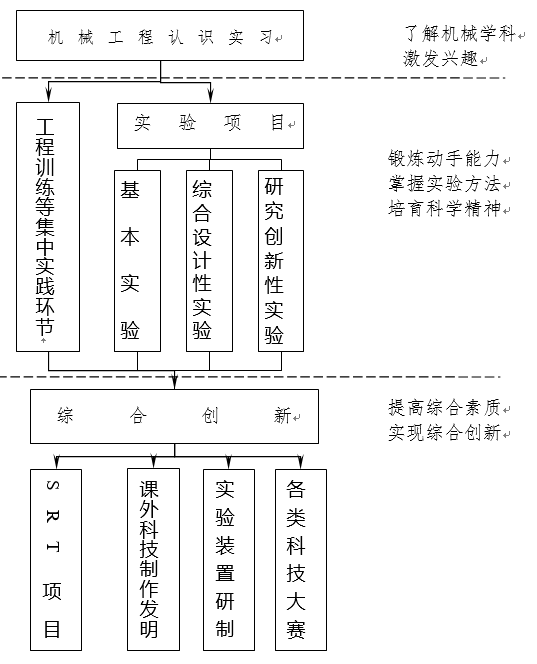 机械工程认识实习
了解机械学科
激发兴趣
工程训练等集中实践环节
实验项目
基本实验
综合设计性实验
研究创新性实验
锻炼动手能力
掌握实验方法
培育科学精神
综合创新
提高综合素质
实现综合创新
SRT项目
课外科技制作发明
实验装置研制
各类科技大赛